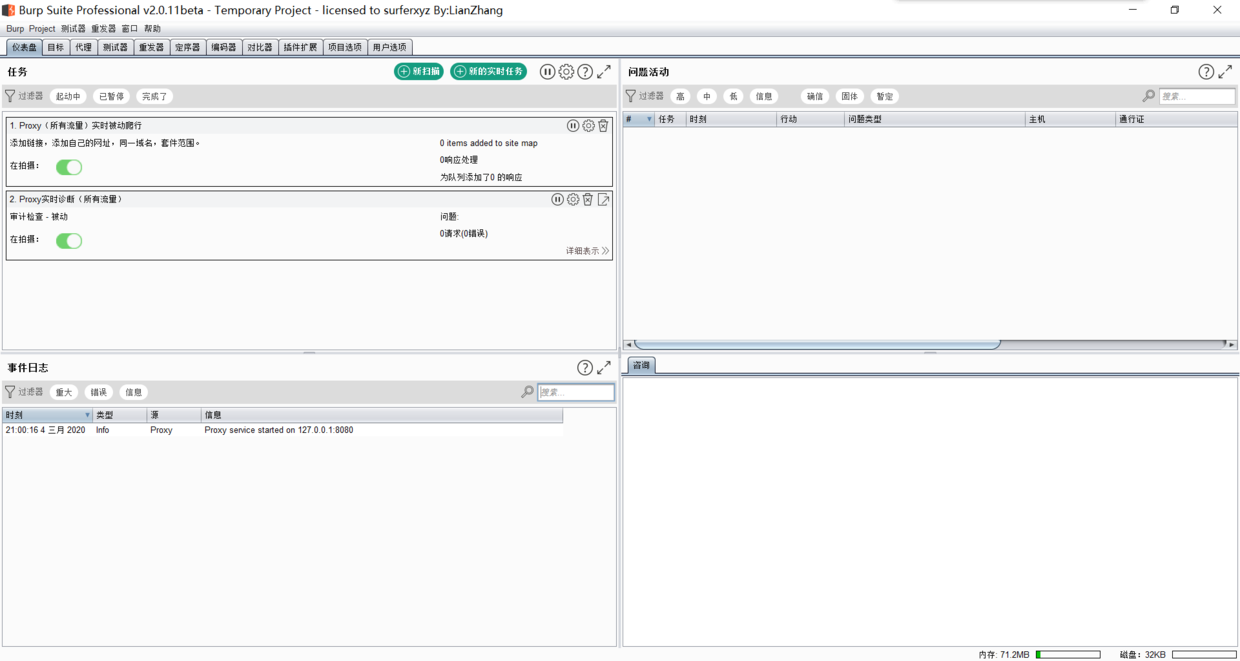 Burp Suite Professional v2.0.11beta - Temporary Project - licensed to surferxyz By:LianZhang
Burp Project 测试器 重发器 窗口 帮助
仪表盘 目标 代理 测试器 重发器 定序器 编码器 对比器 插件扩展 项目选项 用户选项
任务
新扫描 新的实时任务
过滤器 起动中 已暂停 完成了
1. Proxy（所有流量）实时被动爬行
添加链接，添加自己的网址，同一域名，套件范围。
0 items added to site map
0响应处理
在拍摄：
为队列添加了0 的响应
2. Proxy实时诊断（所有流量）
审计检查 - 被动
问题:
0请求(0错误)
在拍摄：
详细表示
问题活动
过滤器 高 中 低 信息 确信 固体 暂定 搜索...
# 任务 时刻 行动 问题类型 主机 通行证
事件日志
过滤器 重大 错误 信息 搜索...
时刻 类型 源 信息
21:00:16 4 三月 2020 Info Proxy Proxy service started on 127.0.0.1:8080
咨询
内存: 71.2MB 磁盘：32KB